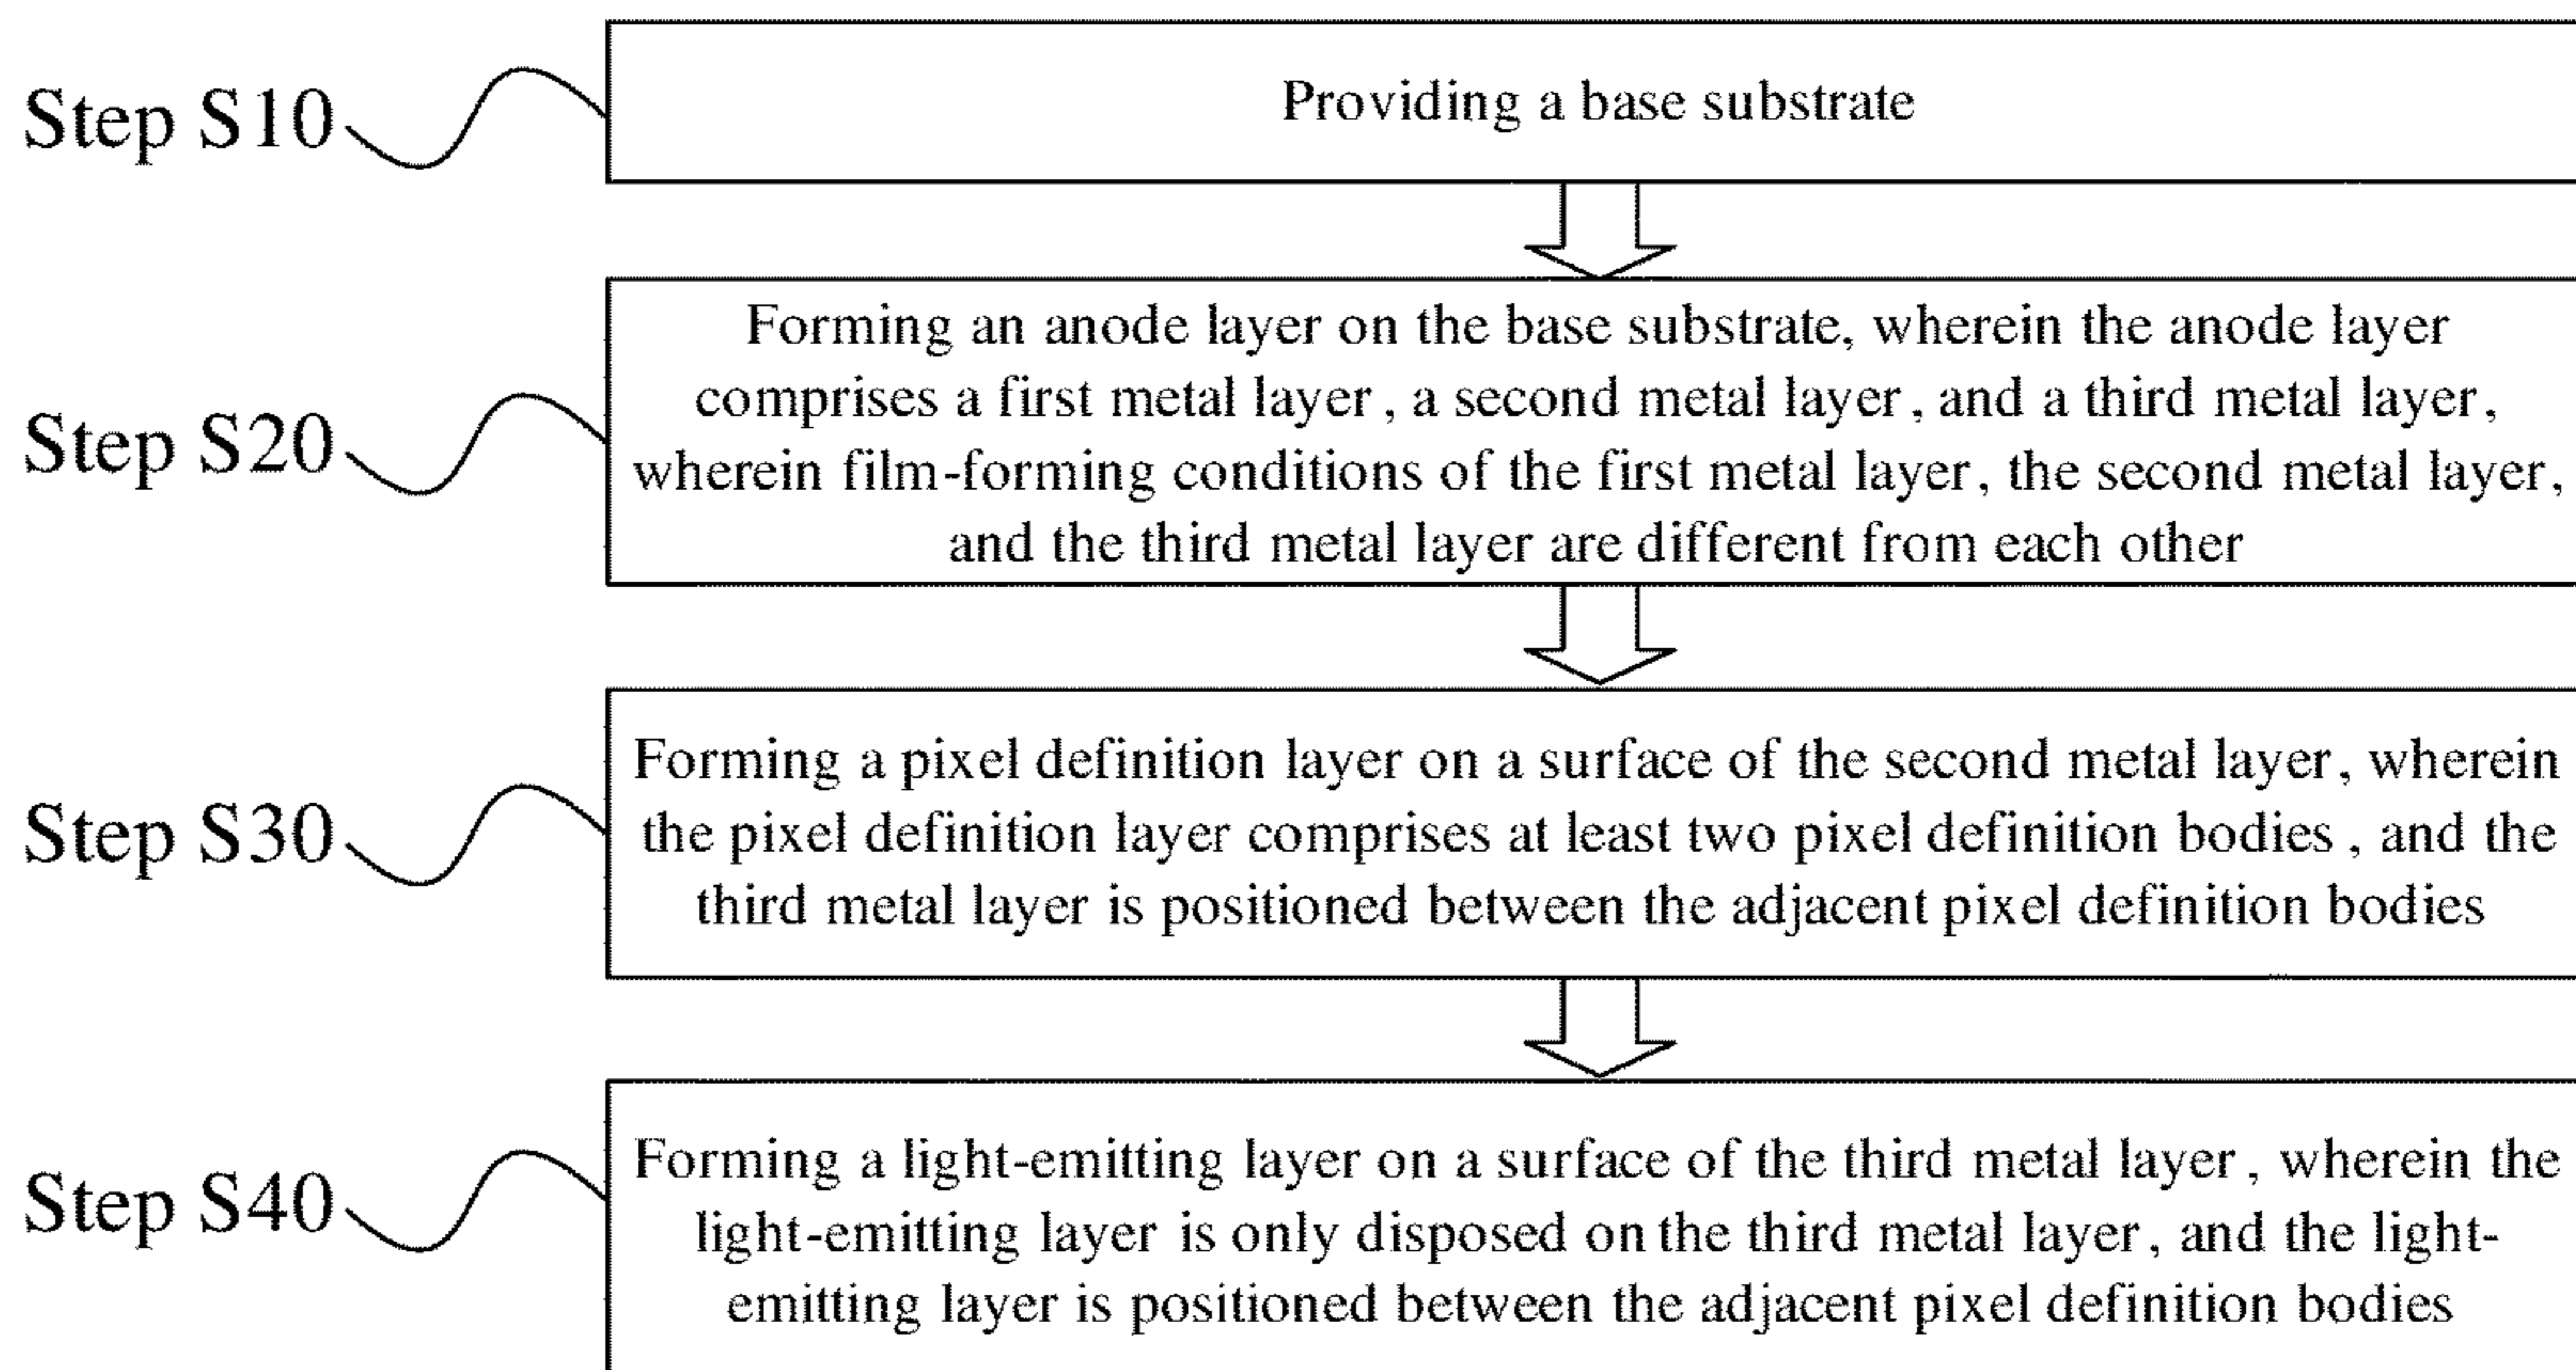 Step S10
Providing a base substrate
Step S20
Forming an anode layer on the base substrate, wherein the anode layer
comprises a first metal layer, a second metal layer, and a third metal layer,
wherein film-forming conditions of the first metal layer, the second metal layer,
and the third metal layer are different from each other
Step S30
Forming a pixel definition layer on a surface of the second metal layer, wherein
the pixel definition layer comprises at least two pixel definition bodies, and the
third metal layer is positioned between the adjacent pixel definition bodies
Step S40
Forming a light-emitting layer on a surface of the third metal layer, wherein the
light-emitting layer is only disposed on the third metal layer, and the light-
emitting layer is positioned between the adjacent pixel definition bodies